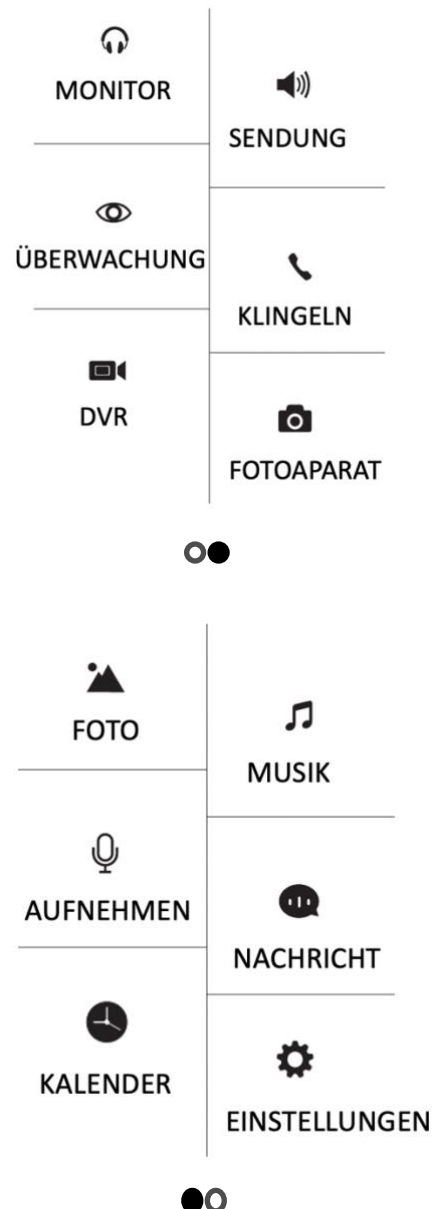 MONITOR
SENDUNG
ÜBERWACHUNG
KLINGELN
DVR
FOTOAPARAT
FOTO
MUSIK
AUFNEHMEN
NACHRICHT
KALENDER
EINSTELLUNGEN